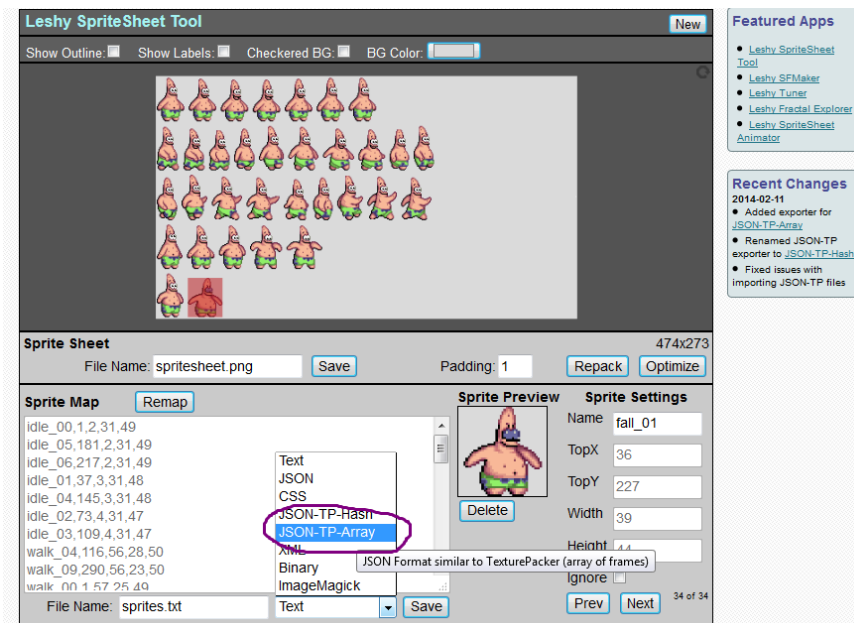 Leshy SpriteSheet Tool
New
Show Outline:
Show Labels:
Checkered BG:
BG Color:
Sprite Sheet
474x273
File Name: spritesheet.png
Save
Padding: 1
Repack
Optimize
Sprite Map
Remap
idle_00,1,2,31,49
idle_05,181,2,31,49
idle_06,217,2,31,49
idle_01,37,3,31,48
idle_04,145,3,31,48
idle_02,73,4,31,47
idle_03,109,4,31,47
walk_04,116,56,28,50
walk_09,290,56,23,50
walk_00,1,57,25,49
Text
JSON
CSS
JSON-TP-Hash
JSON-TP-Array
XML
Binary
ImageMagick
JSON Format similar to TexturePacker (array of frames)
File Name: sprites.txt
Text
Save
Sprite Preview
Delete
Sprite Settings
Name fall_01
TopX 36
TopY 227
Width 39
Height 44
Ignore
Prev
Next
34 of 34
Featured Apps
Leshy SpriteSheet
Tool
Leshy SFMaker
Leshy Tuner
Leshy Fractal Explorer
Leshy SpriteSheet
Animator
Recent Changes
2014-02-11
Added exporter for
JSON-TP-Array
Renamed JSON-TP
exporter to JSON-TP-Hash
Fixed issues with
importing JSON-TP files